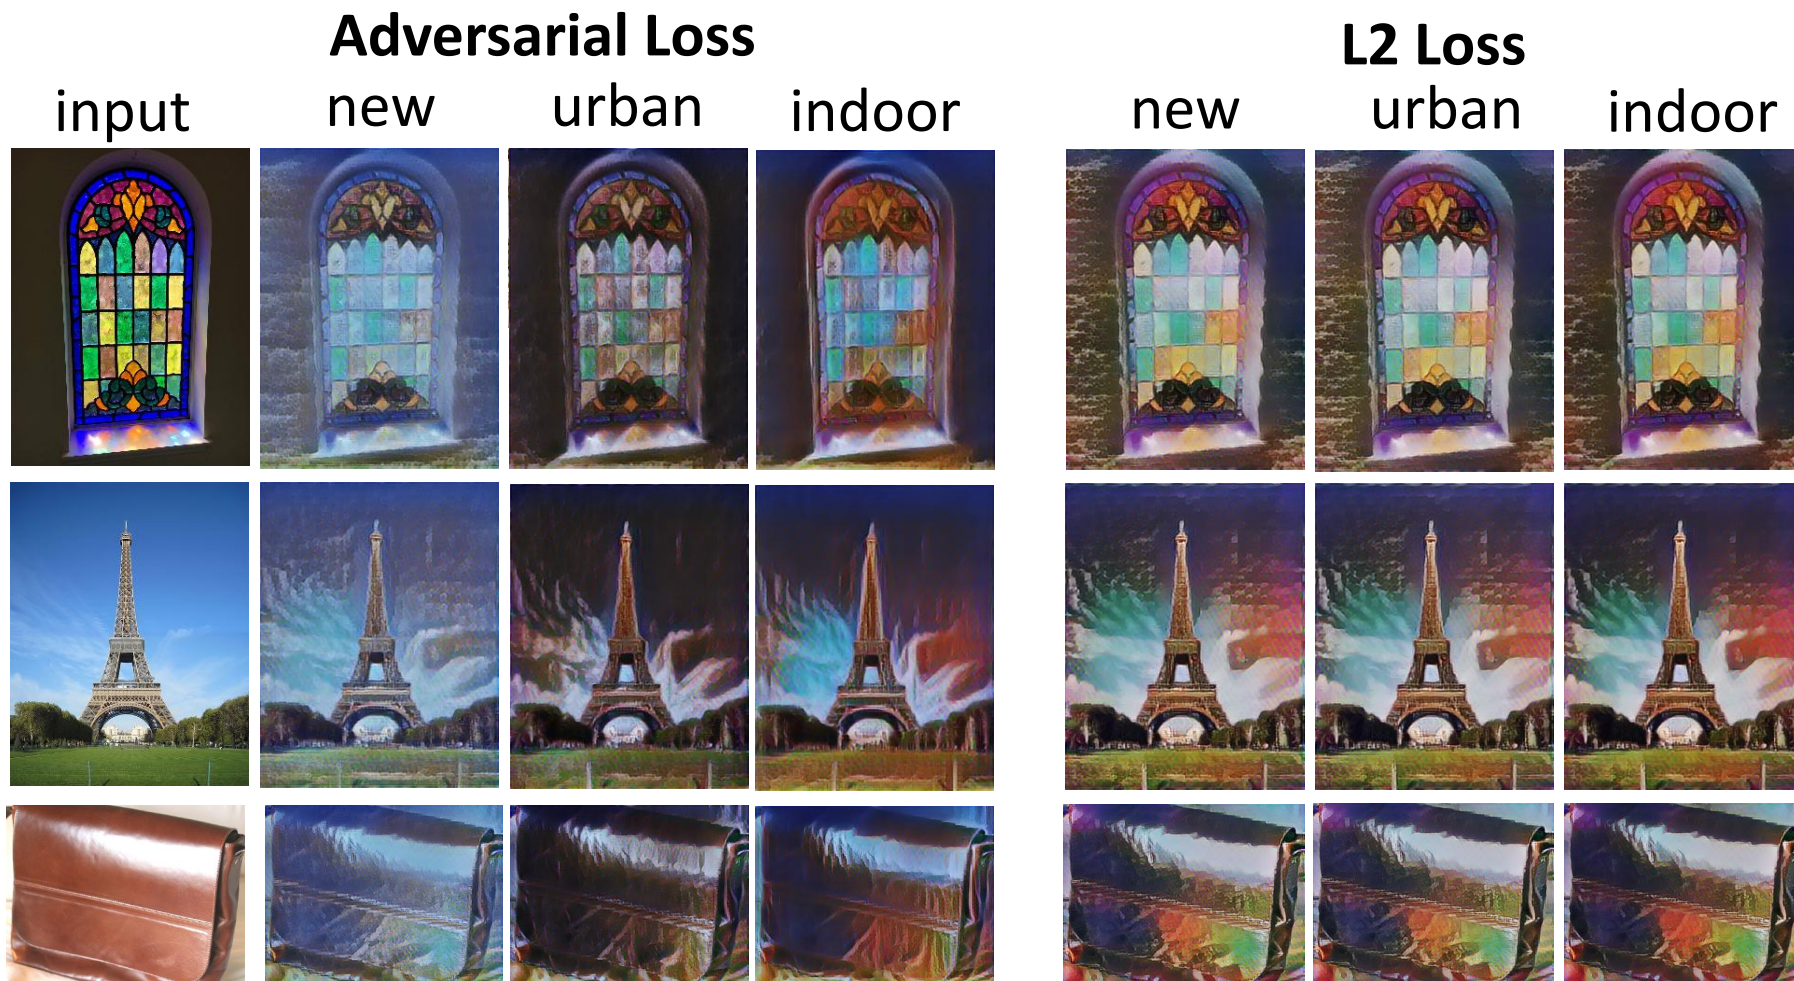 Adversarial Loss
L2 Loss
input
new
urban
indoor
new
urban
indoor